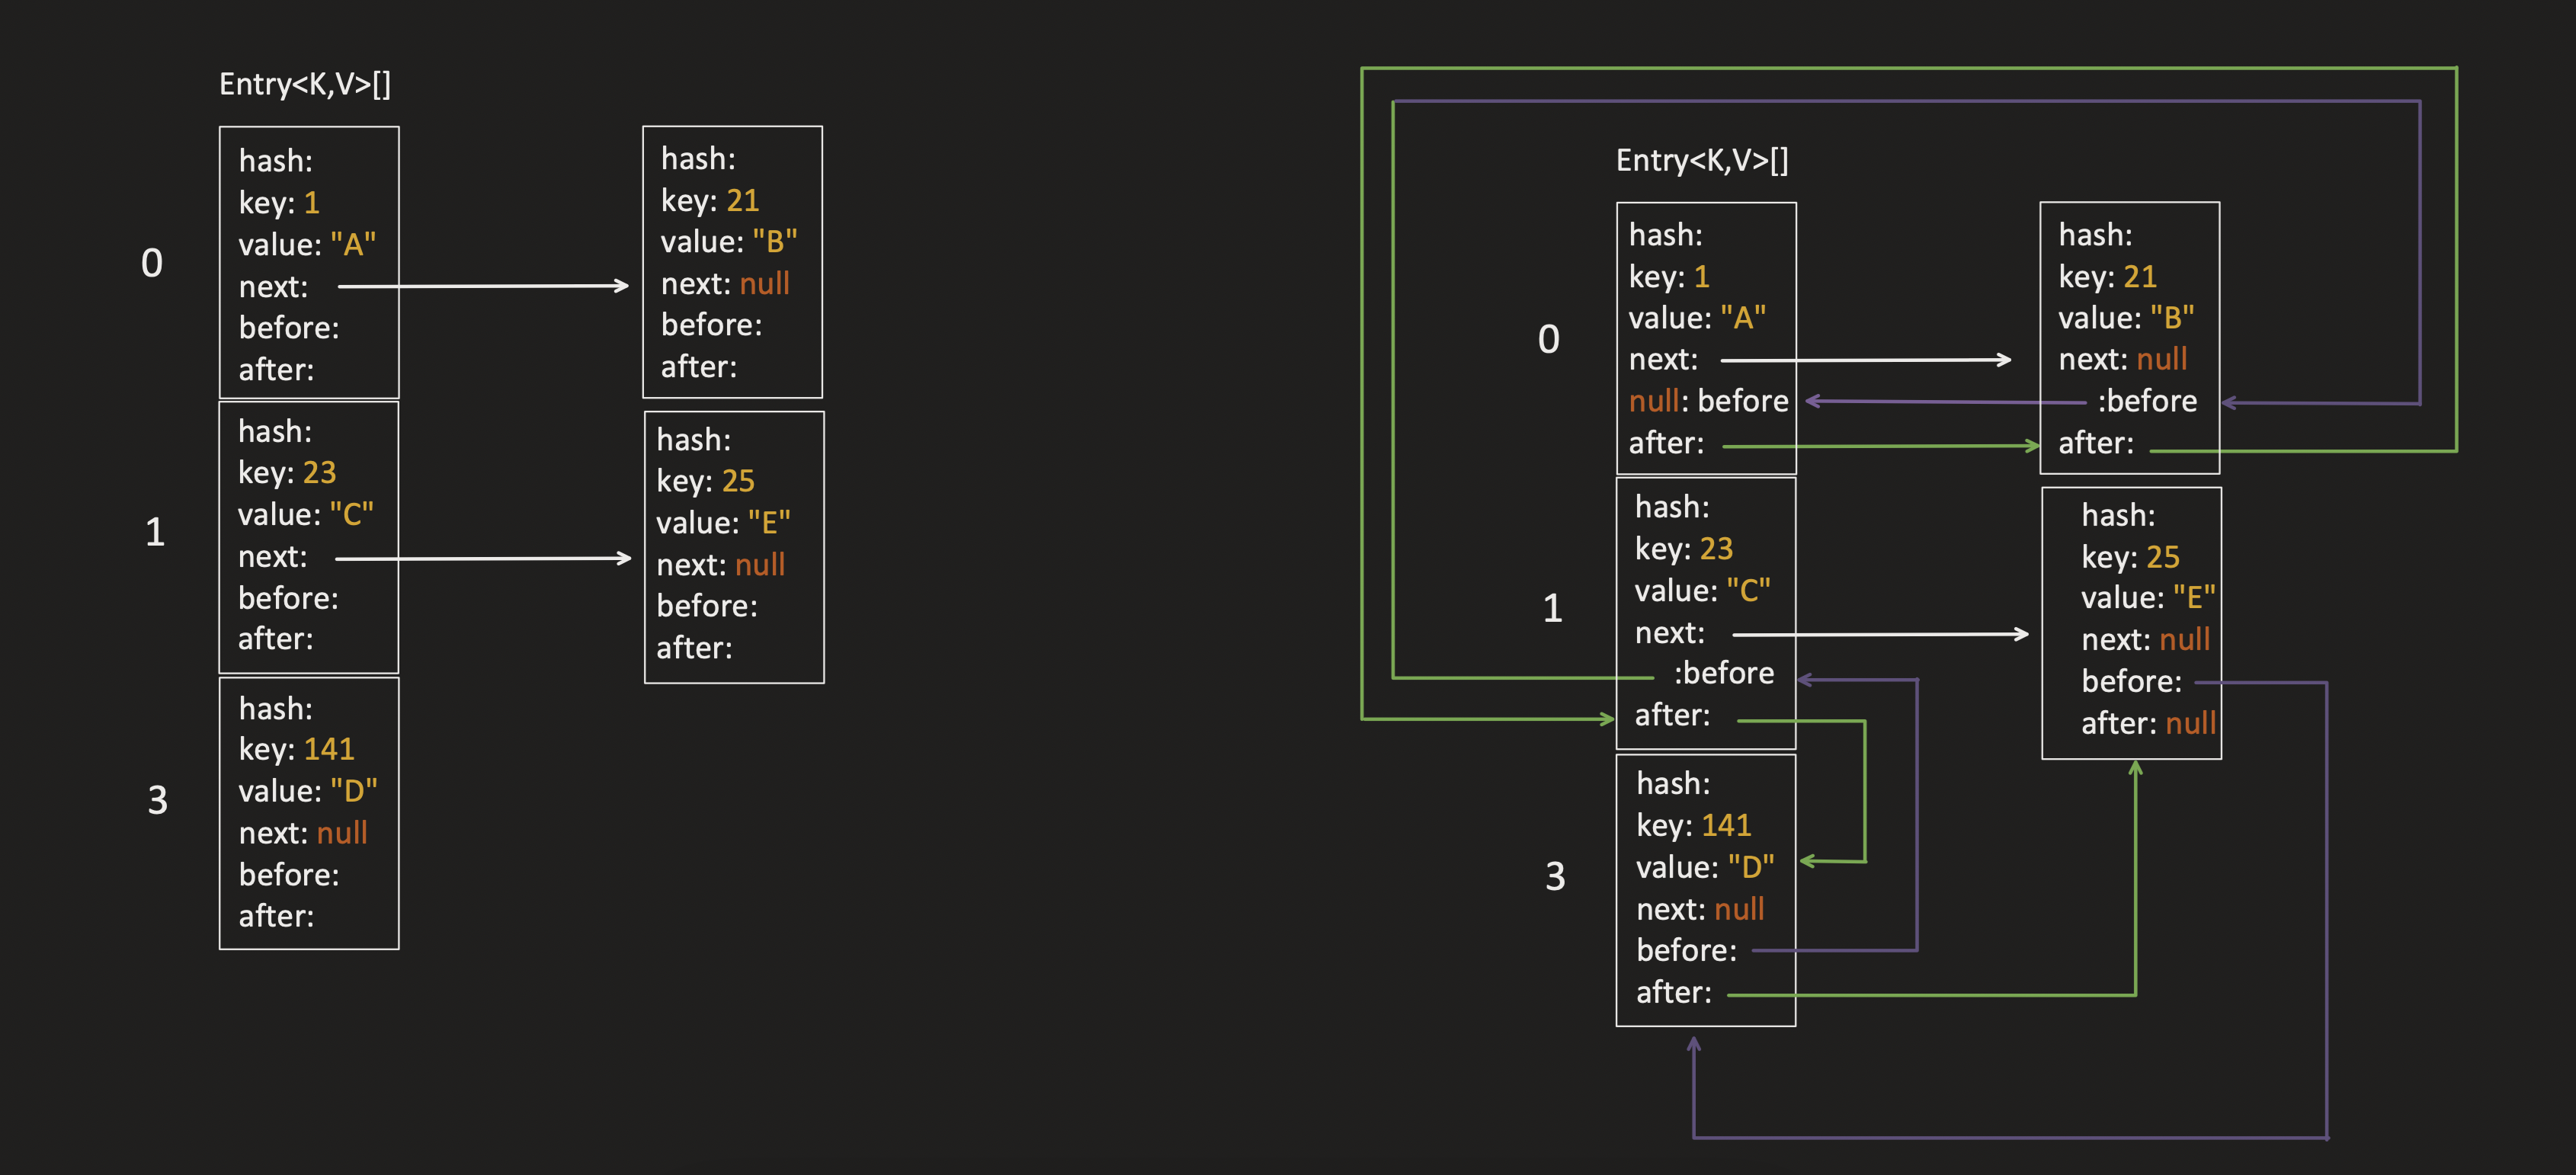 Entry<K,V>[]
0
hash:
key: 1
value: "A"
next:
before:
after:
hash:
key: 21
value: "B"
next: null
before:
after:
1
hash:
key: 23
value: "C"
next:
before:
after:
hash:
key: 25
value: "E"
next: null
before:
after:
3
hash:
key: 141
value: "D"
next: null
before:
after:
Entry<K,V>[]
0
hash:
key: 1
value: "A"
next:
null: before
after:
hash:
key: 21
value: "B"
next: null
:before
after:
1
hash:
key: 23
value: "C"
next:
:before
after:
hash:
key: 25
value: "E"
next: null
before:
after: null
3
hash:
key: 141
value: "D"
next: null
before:
after: